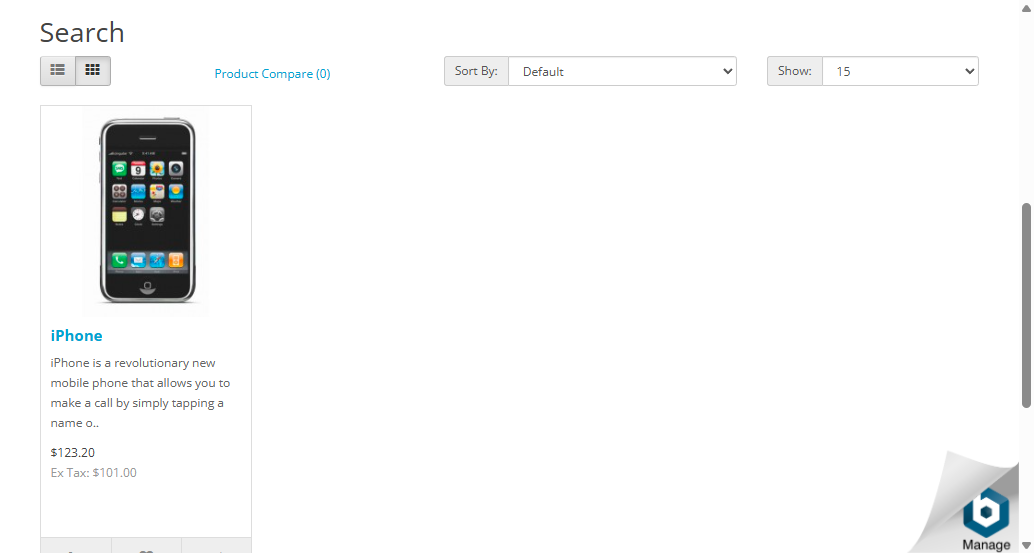 Search
Product Compare (0)
Sort By:
Default
Show:
15
9
iPhone
iPhone is a revolutionary new
mobile phone that allows you to
make a call by simply tapping a
name o..
$123.20
Ex Tax: $101.00
b
Manage